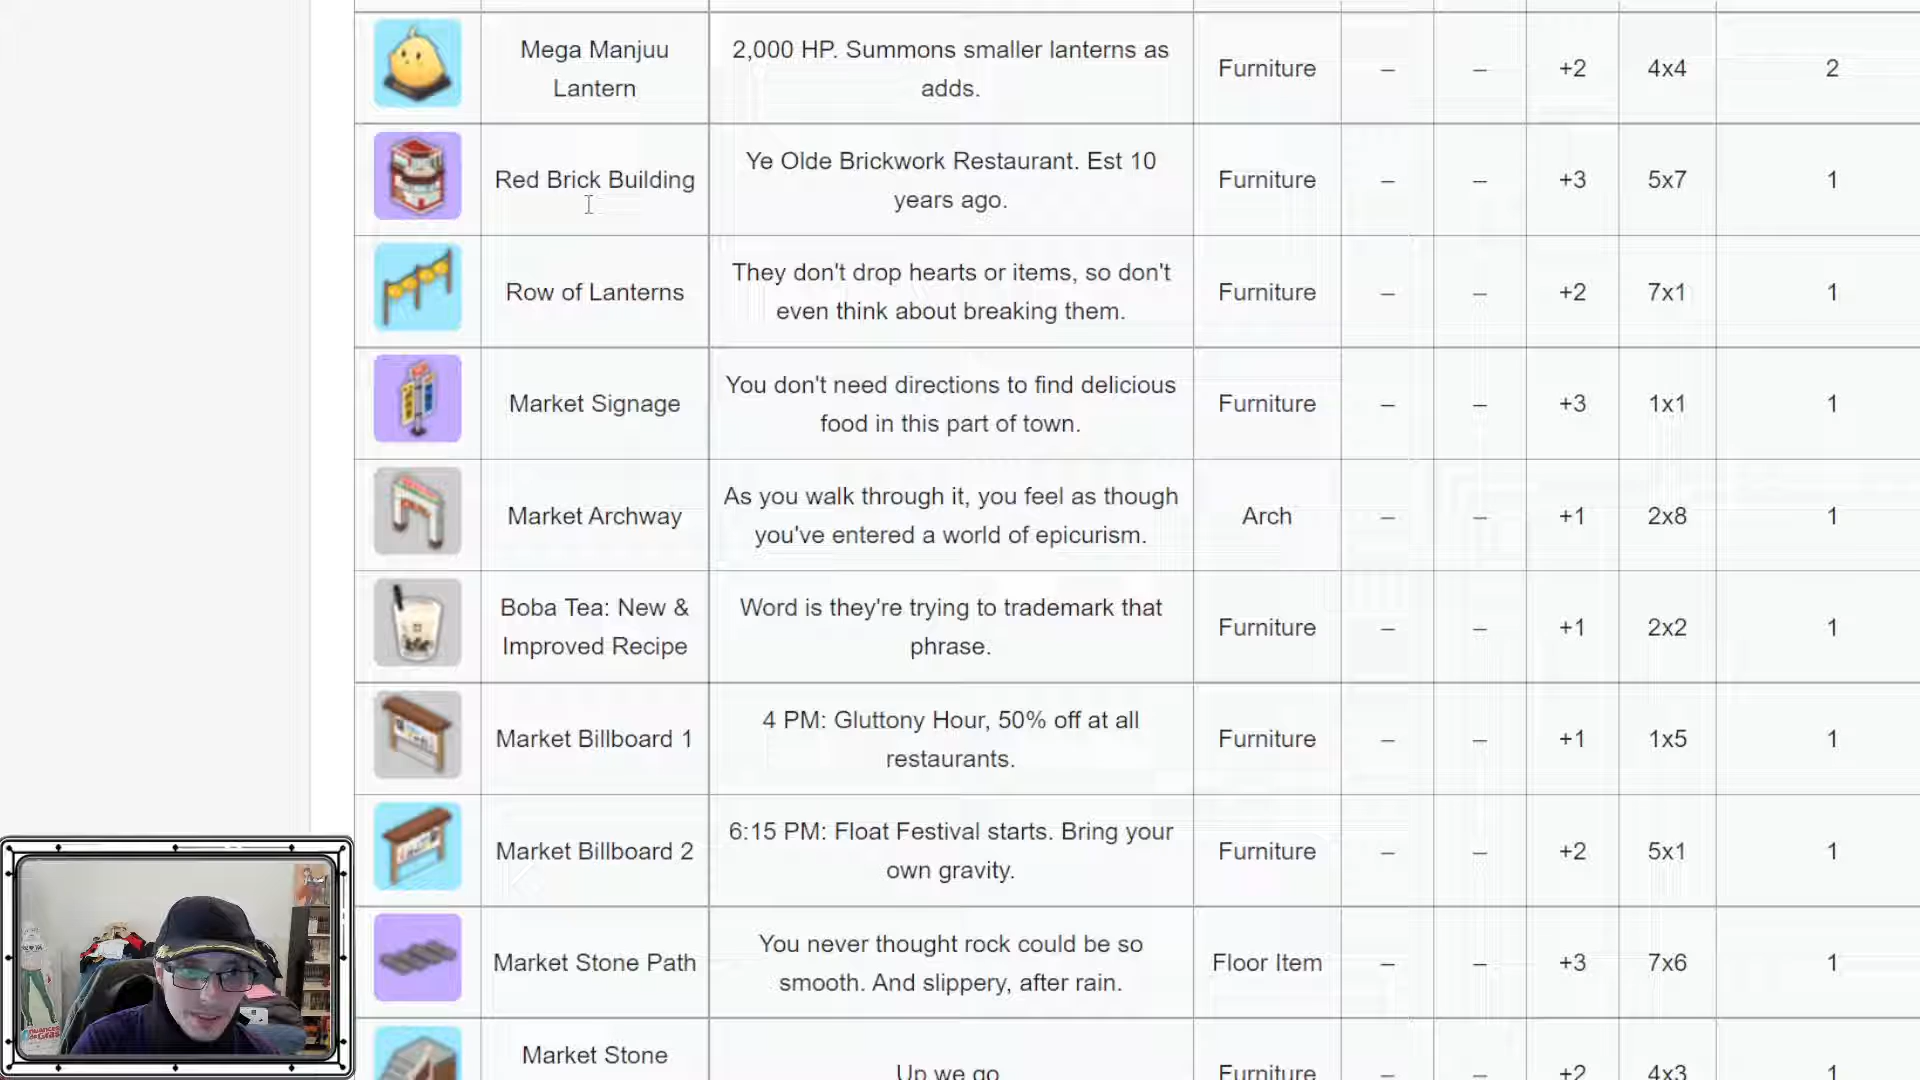 Mega Manjuu
Lantern
2,000 HP. Summons smaller lanterns as
adds.
Furniture
–
–
+2
4x4
2
Red Brick Building
Ye Olde Brickwork Restaurant. Est 10
years ago.
Furniture
–
–
+3
5x7
1
Row of Lanterns
They don't drop hearts or items, so don't
even think about breaking them.
Furniture
–
–
+2
7x1
1
Market Signage
You don't need directions to find delicious
food in this part of town.
Furniture
–
–
+3
1x1
1
Market Archway
As you walk through it, you feel as though
you've entered a world of epicurism.
Arch
–
–
+1
2x8
1
Boba Tea: New &
Improved Recipe
Word is they're trying to trademark that
phrase.
Furniture
–
–
+1
2x2
1
Market Billboard 1
4 PM: Gluttony Hour, 50% off at all
restaurants.
Furniture
–
–
+1
1x5
1
Market Billboard 2
6:15 PM: Float Festival starts. Bring your
own gravity.
Furniture
–
–
+2
5x1
1
Market Stone Path
You never thought rock could be so
smooth. And slippery, after rain.
Floor Item
–
–
+3
7x6
1
Market Stone
Up we go
Furniture
–
–
+2
4x3
1